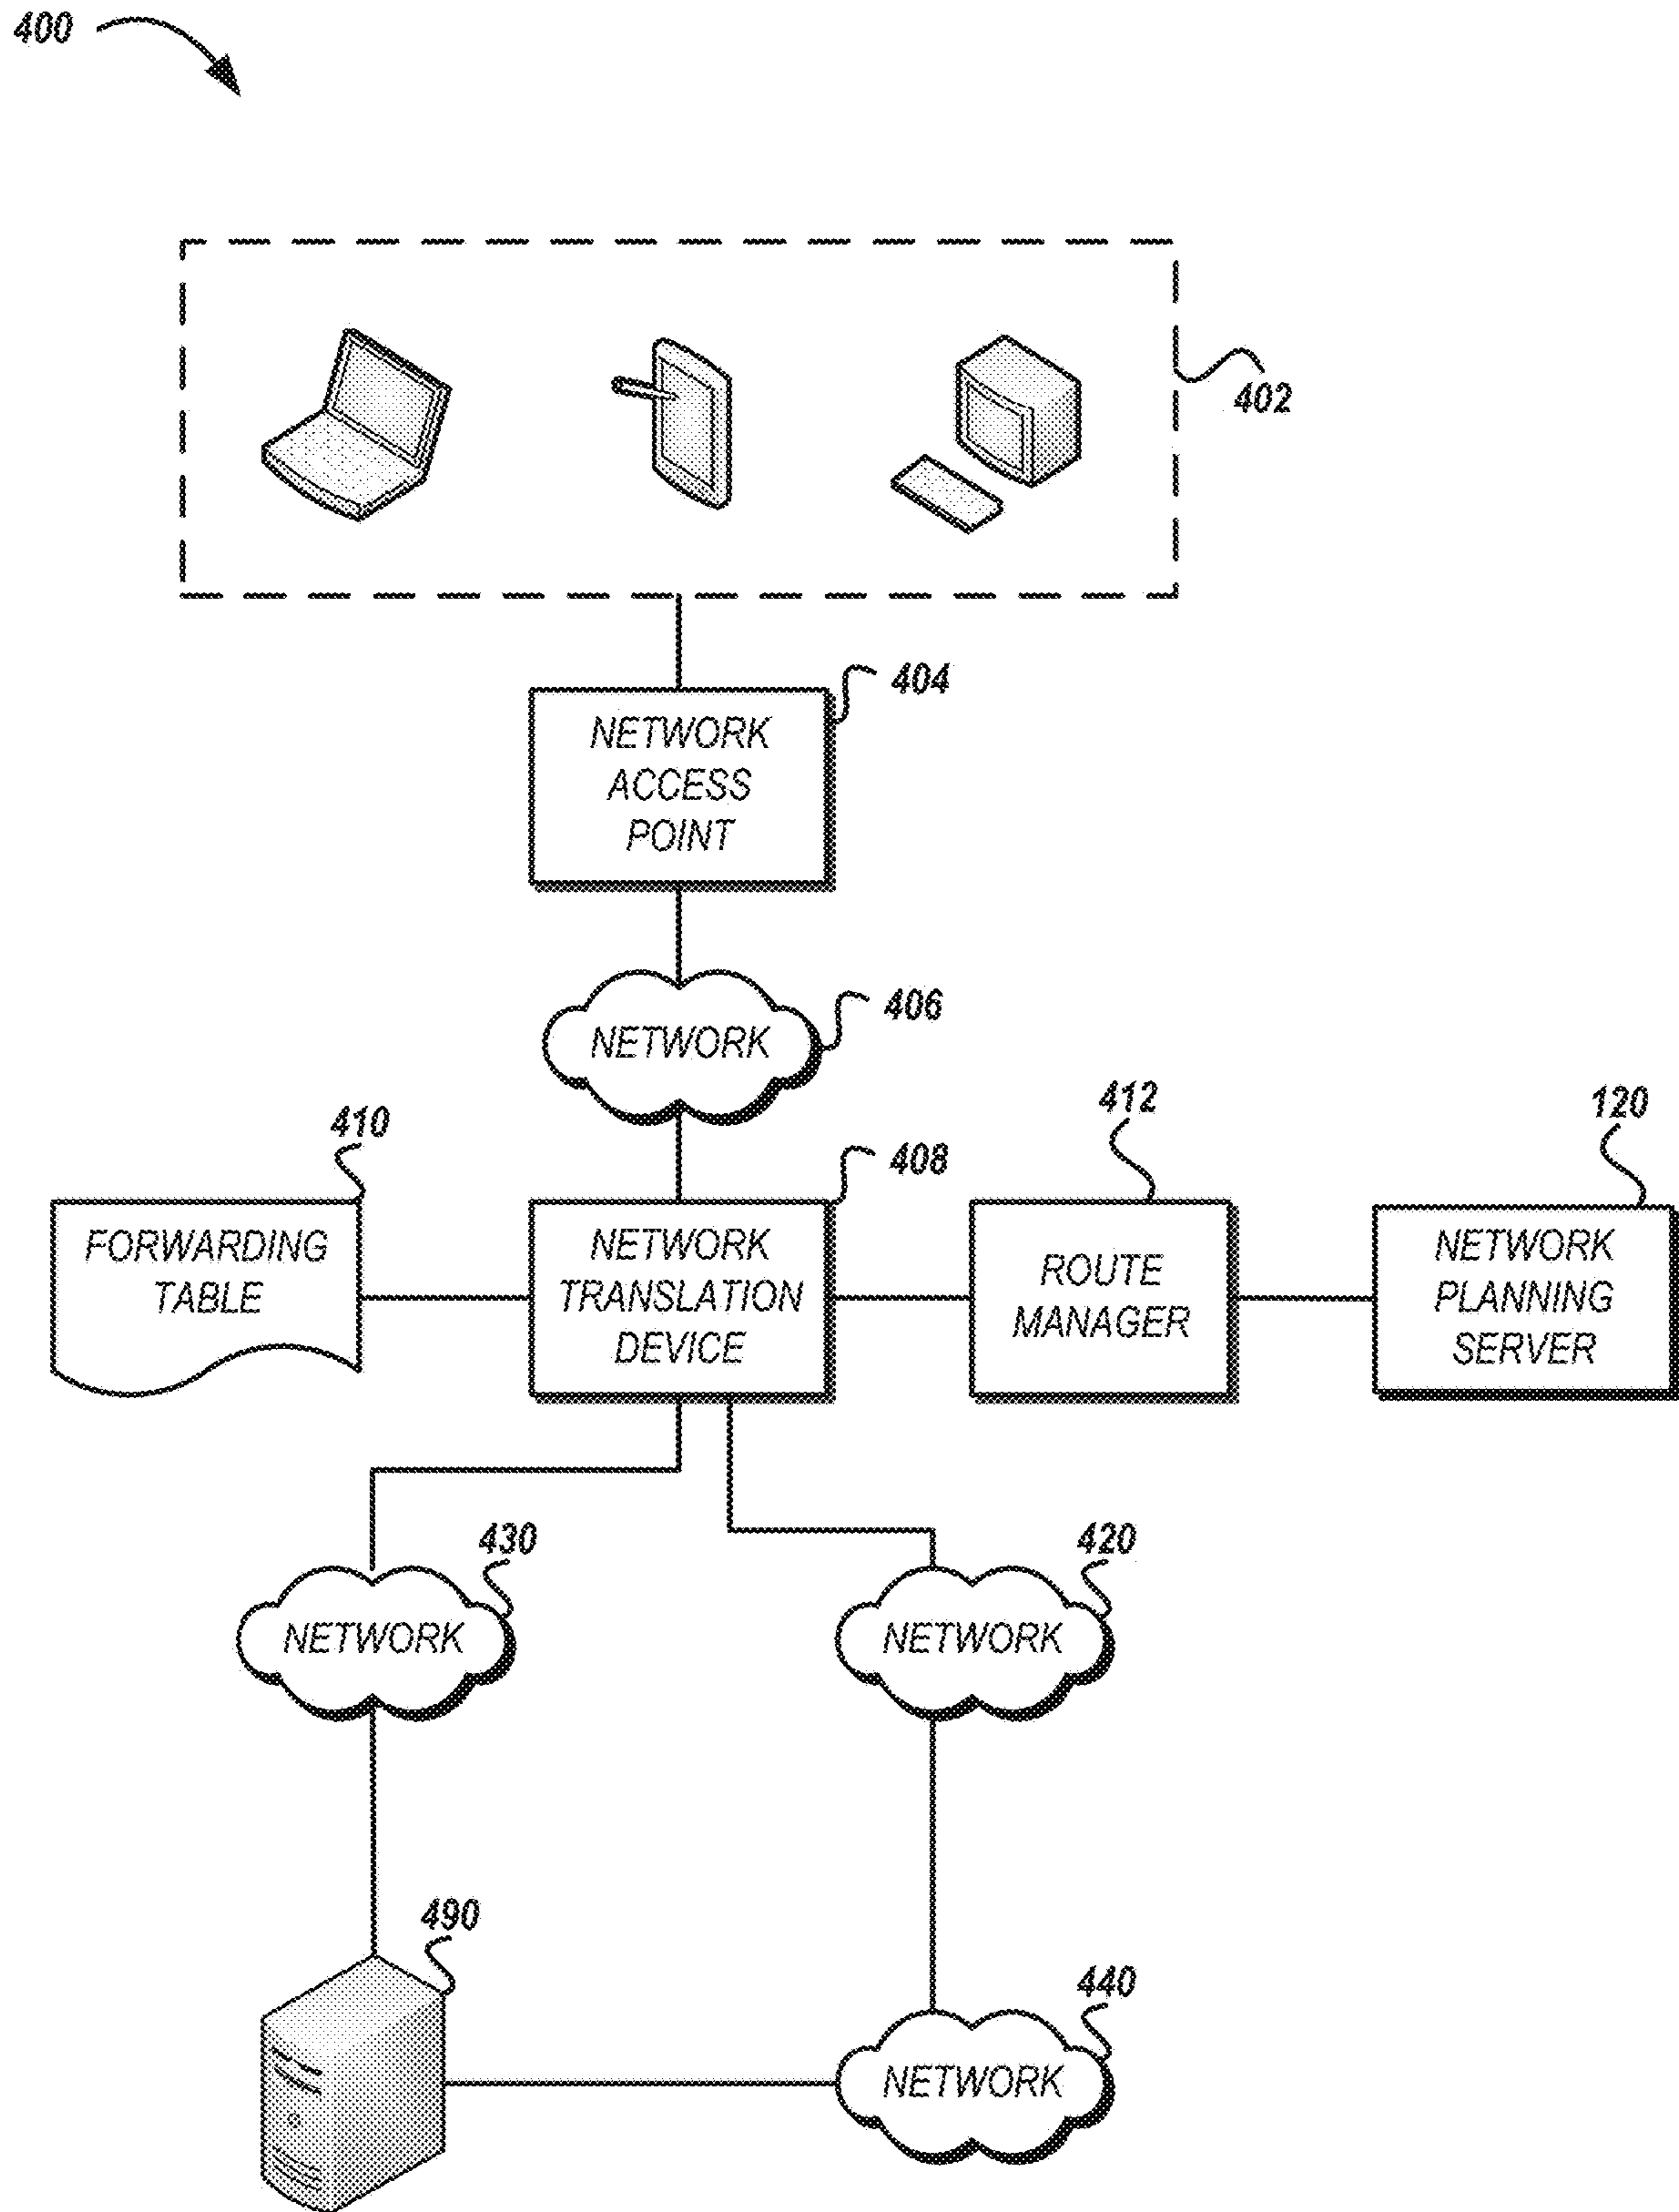 400
402
404
NETWORK
ACCESS
POINT
406
NETWORK
410
408
412
120
FORWARDING
TABLE
NETWORK
TRANSLATION
DEVICE
ROUTE
MANAGER
NETWORK
PLANNING
SERVER
430
420
NETWORK
NETWORK
490
440
NETWORK